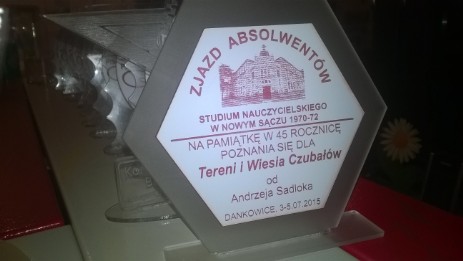 ZJAZD ABSOLWENTÓW
STUDIUM NAUCZYCIELSKIEGO
W NOWYM SĄCZU 1970-72
NA PAMIĄTKĘ W 45 ROCZNICĘ
POZNANIA SIĘ DLA
Tereni i Wiesia Czubałów
od
Andrzeja Sadloka
DANKOWICE, 3-5.07.2015